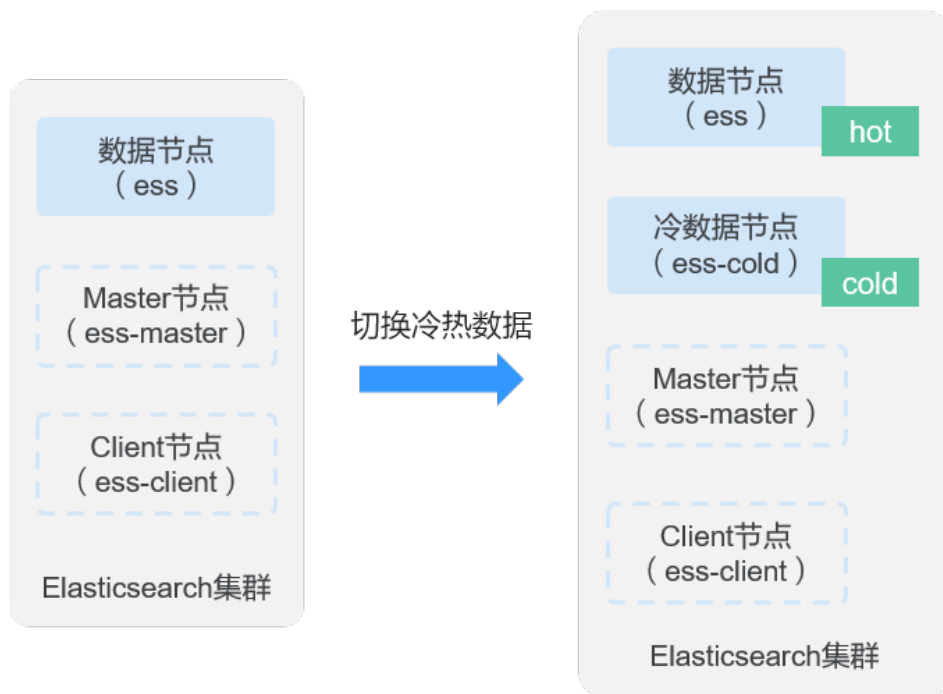 数据节点
（ess）
Master节点
（ess-master）
Client节点
（ess-client）
Elasticsearch集群
切换冷热数据
数据节点
（ess）
hot
冷数据节点
（ess-cold）
cold
Master节点
（ess-master）
Client节点
（ess-client）
Elasticsearch集群